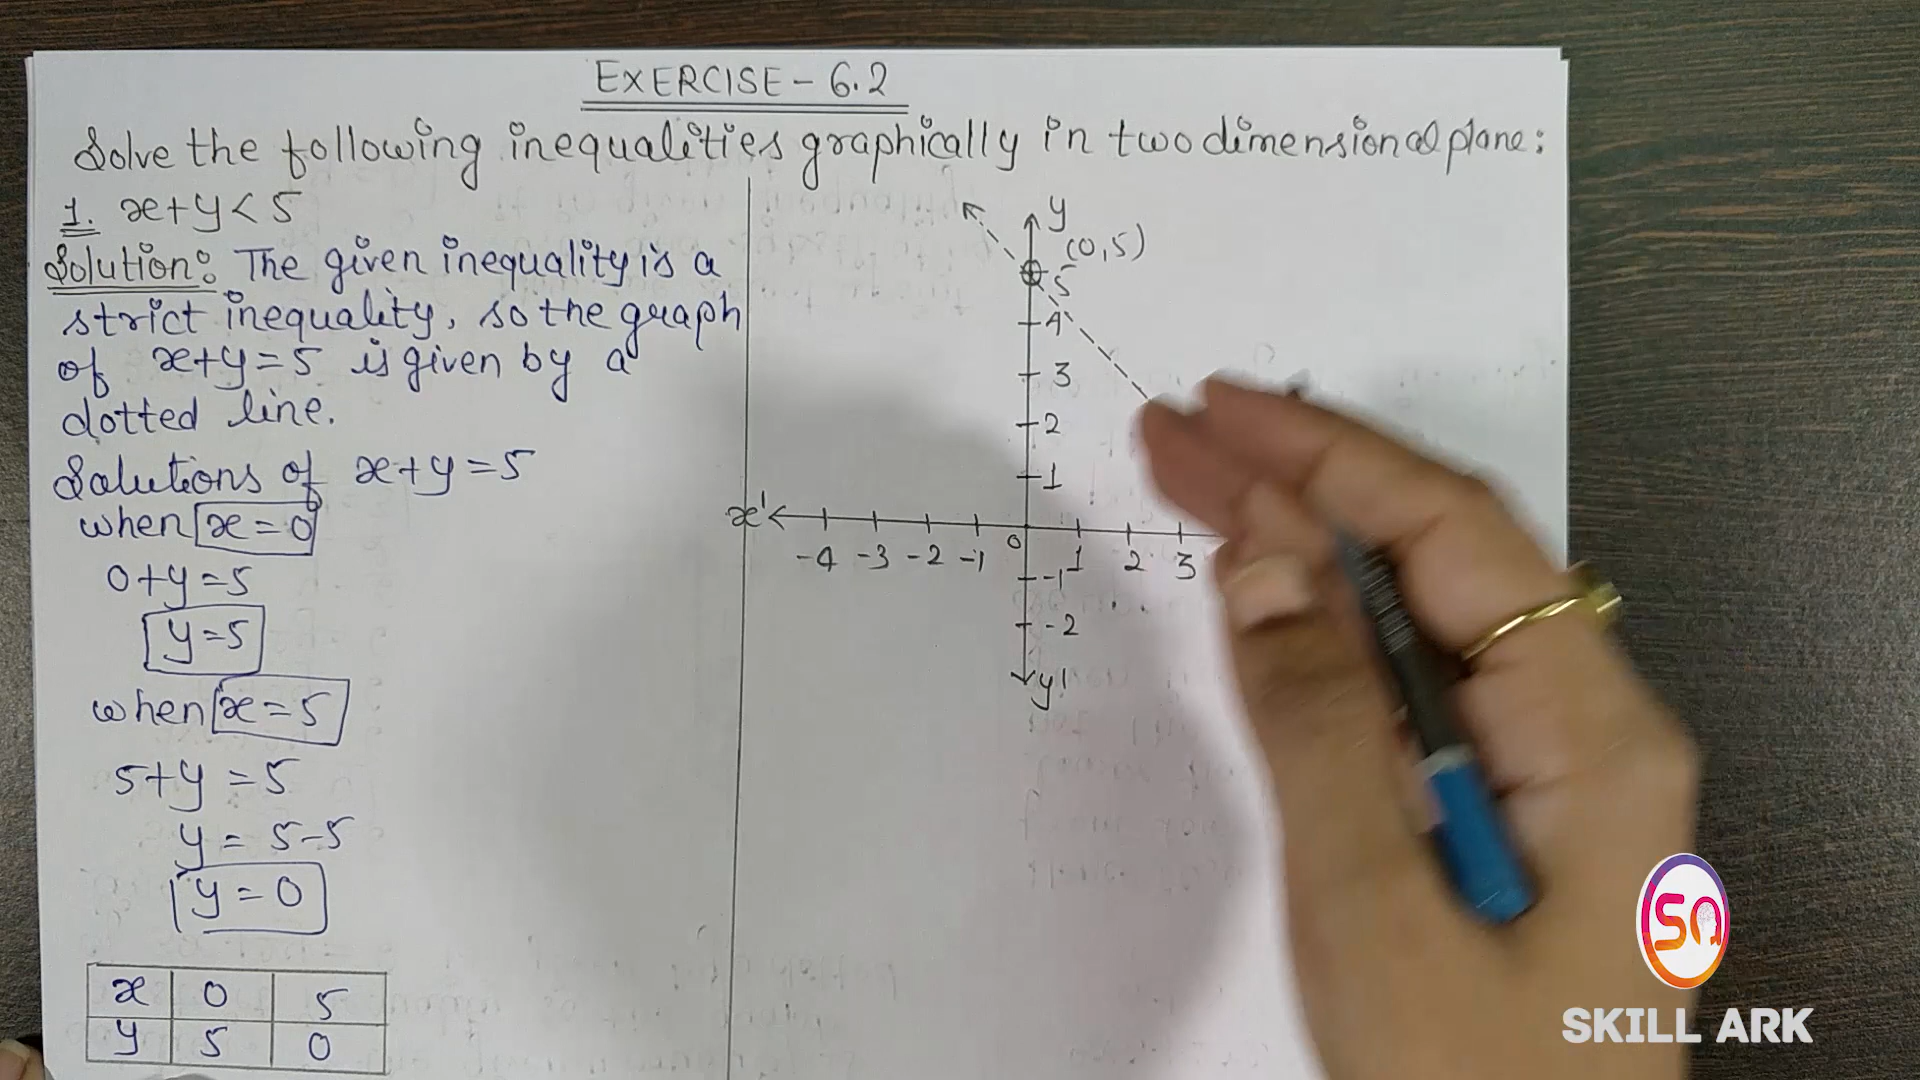 EXERCISE - 6.2
Solve the following inequalities graphically in two dimensional plane:
1. x+y < 5
Solution: The given inequality is a
strict inequality, so the graph
of x+y=5 is given by a
dotted line.
Solutions of x+y=5
when x=0
0+y=5
y=5
when x=5
5+y=5
y=5-5
y=0
x 0 5
y 5 0
y
(0,5)
5
4
3
2
1
x'
-4 -3 -2 -1 0 1 2 3
-1
-2
y'
SKILL ARK